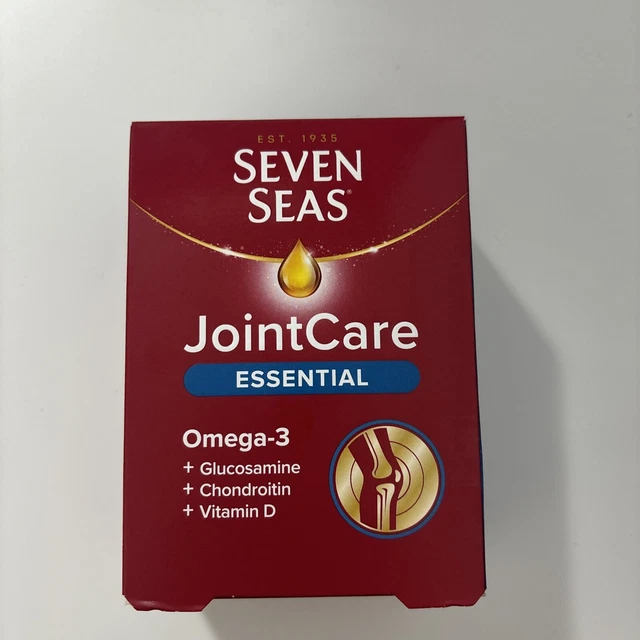 EST. 1935
SEVEN
SEAS®
JointCare
ESSENTIAL
Omega-3
+ Glucosamine
+ Chondroitin
+ Vitamin D